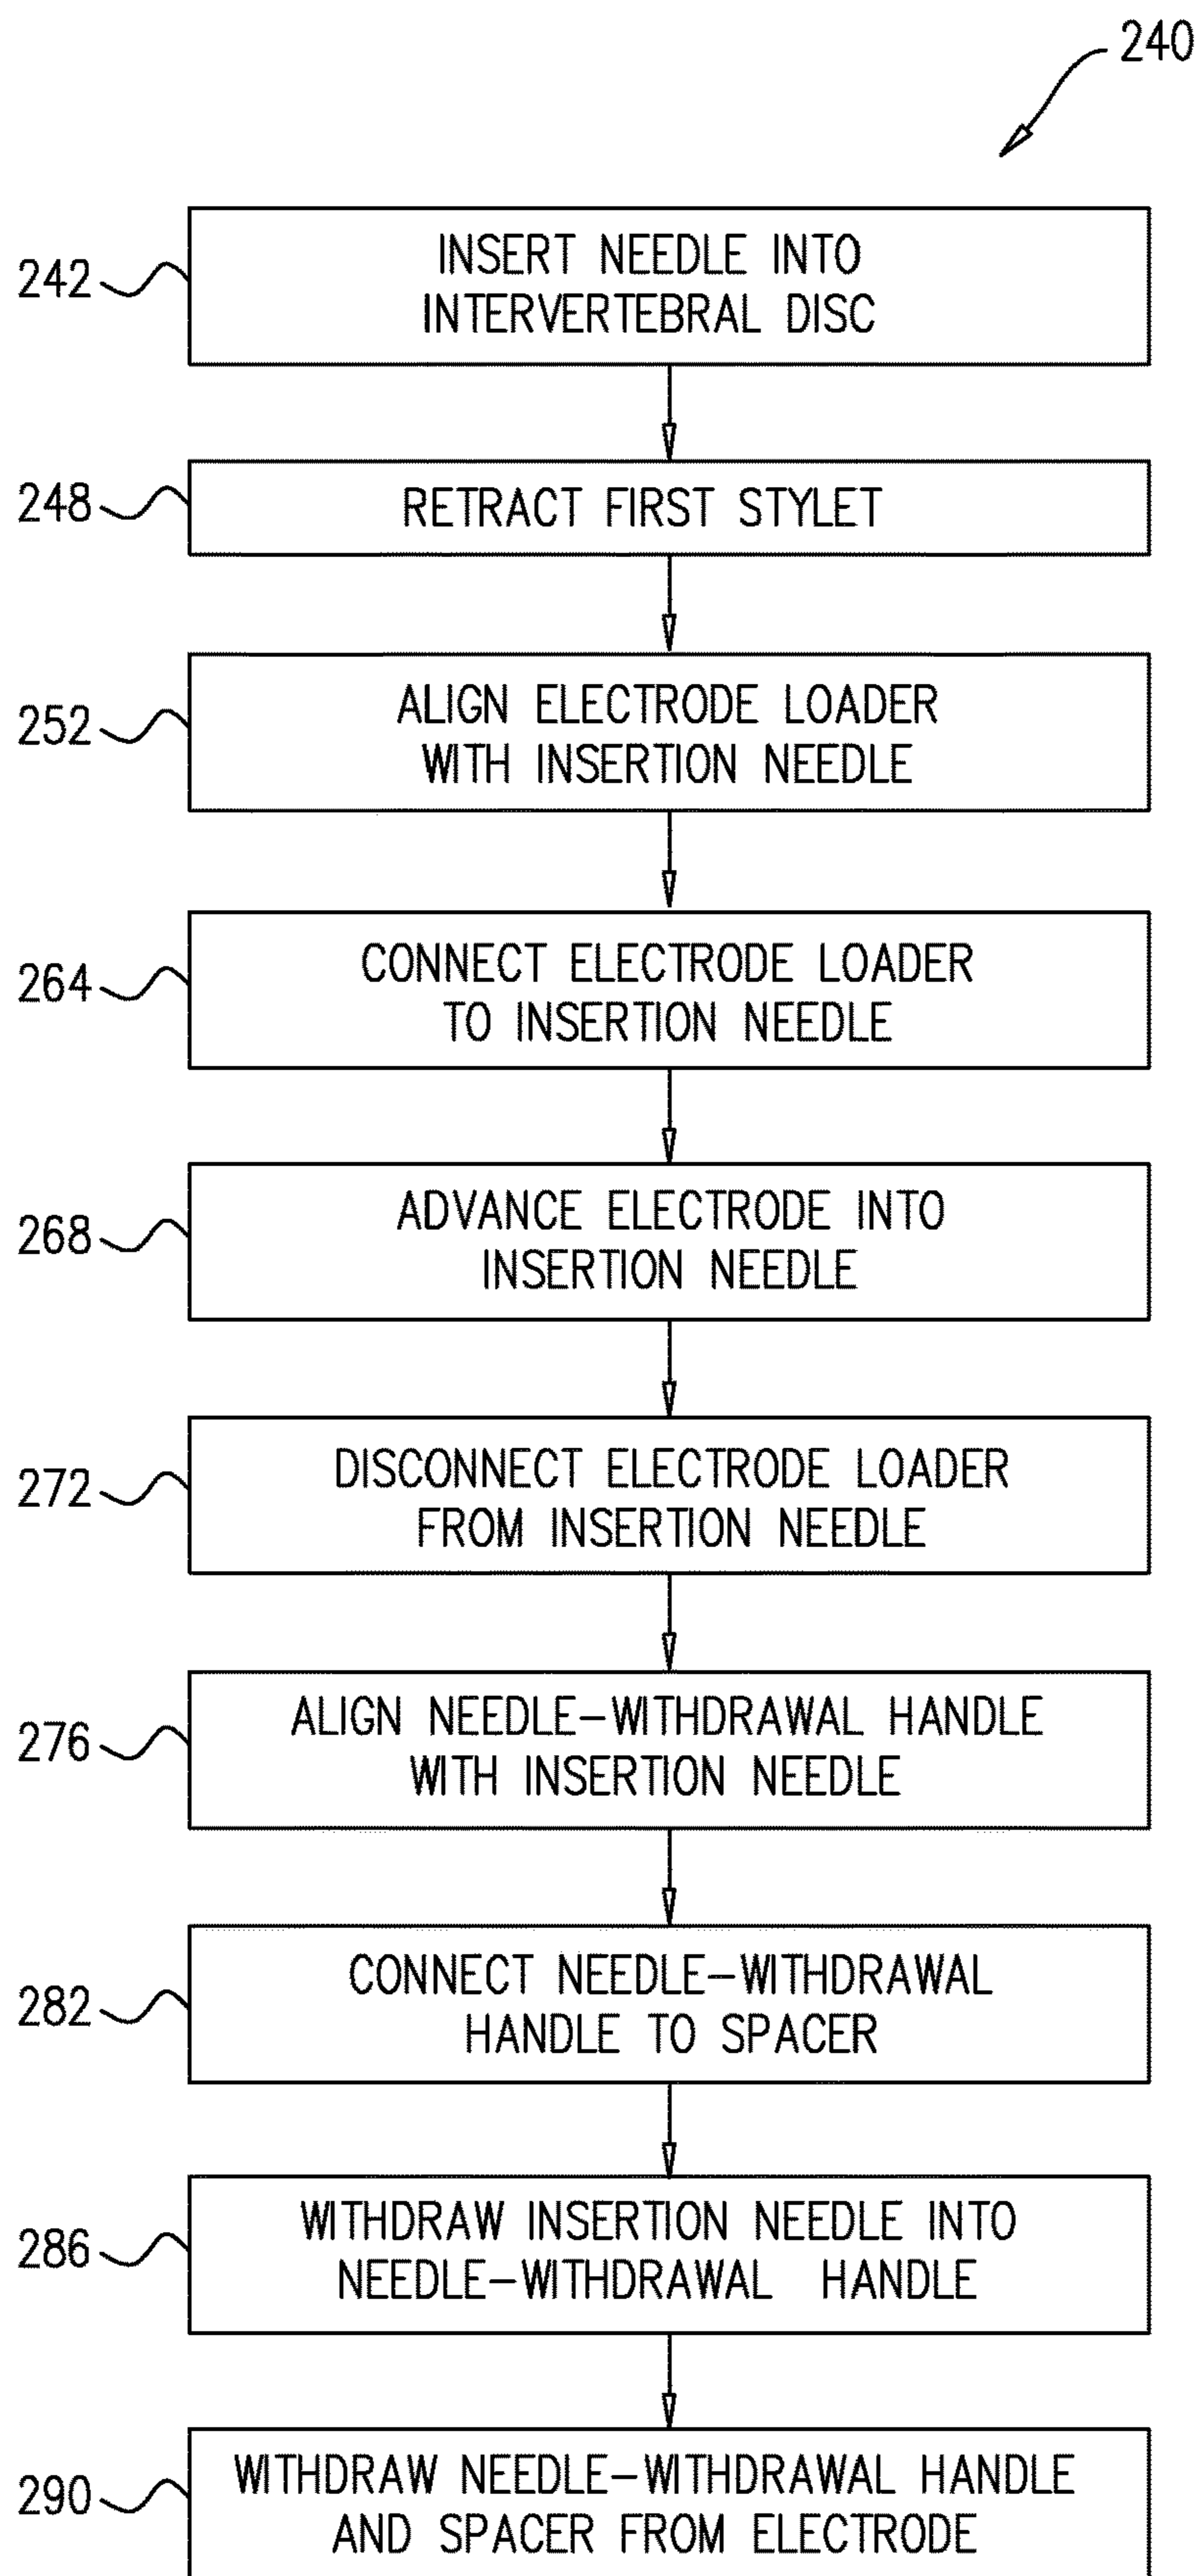 240
242
INSERT NEEDLE INTO
INTERVERTEBRAL DISC
248
RETRACT FIRST STYLET
252
ALIGN ELECTRODE LOADER
WITH INSERTION NEEDLE
264
CONNECT ELECTRODE LOADER
TO INSERTION NEEDLE
268
ADVANCE ELECTRODE INTO
INSERTION NEEDLE
272
DISCONNECT ELECTRODE LOADER
FROM INSERTION NEEDLE
276
ALIGN NEEDLE-WITHDRAWAL HANDLE
WITH INSERTION NEEDLE
282
CONNECT NEEDLE-WITHDRAWAL
HANDLE TO SPACER
286
WITHDRAW INSERTION NEEDLE INTO
NEEDLE-WITHDRAWAL HANDLE
290
WITHDRAW NEEDLE-WITHDRAWAL HANDLE
AND SPACER FROM ELECTRODE